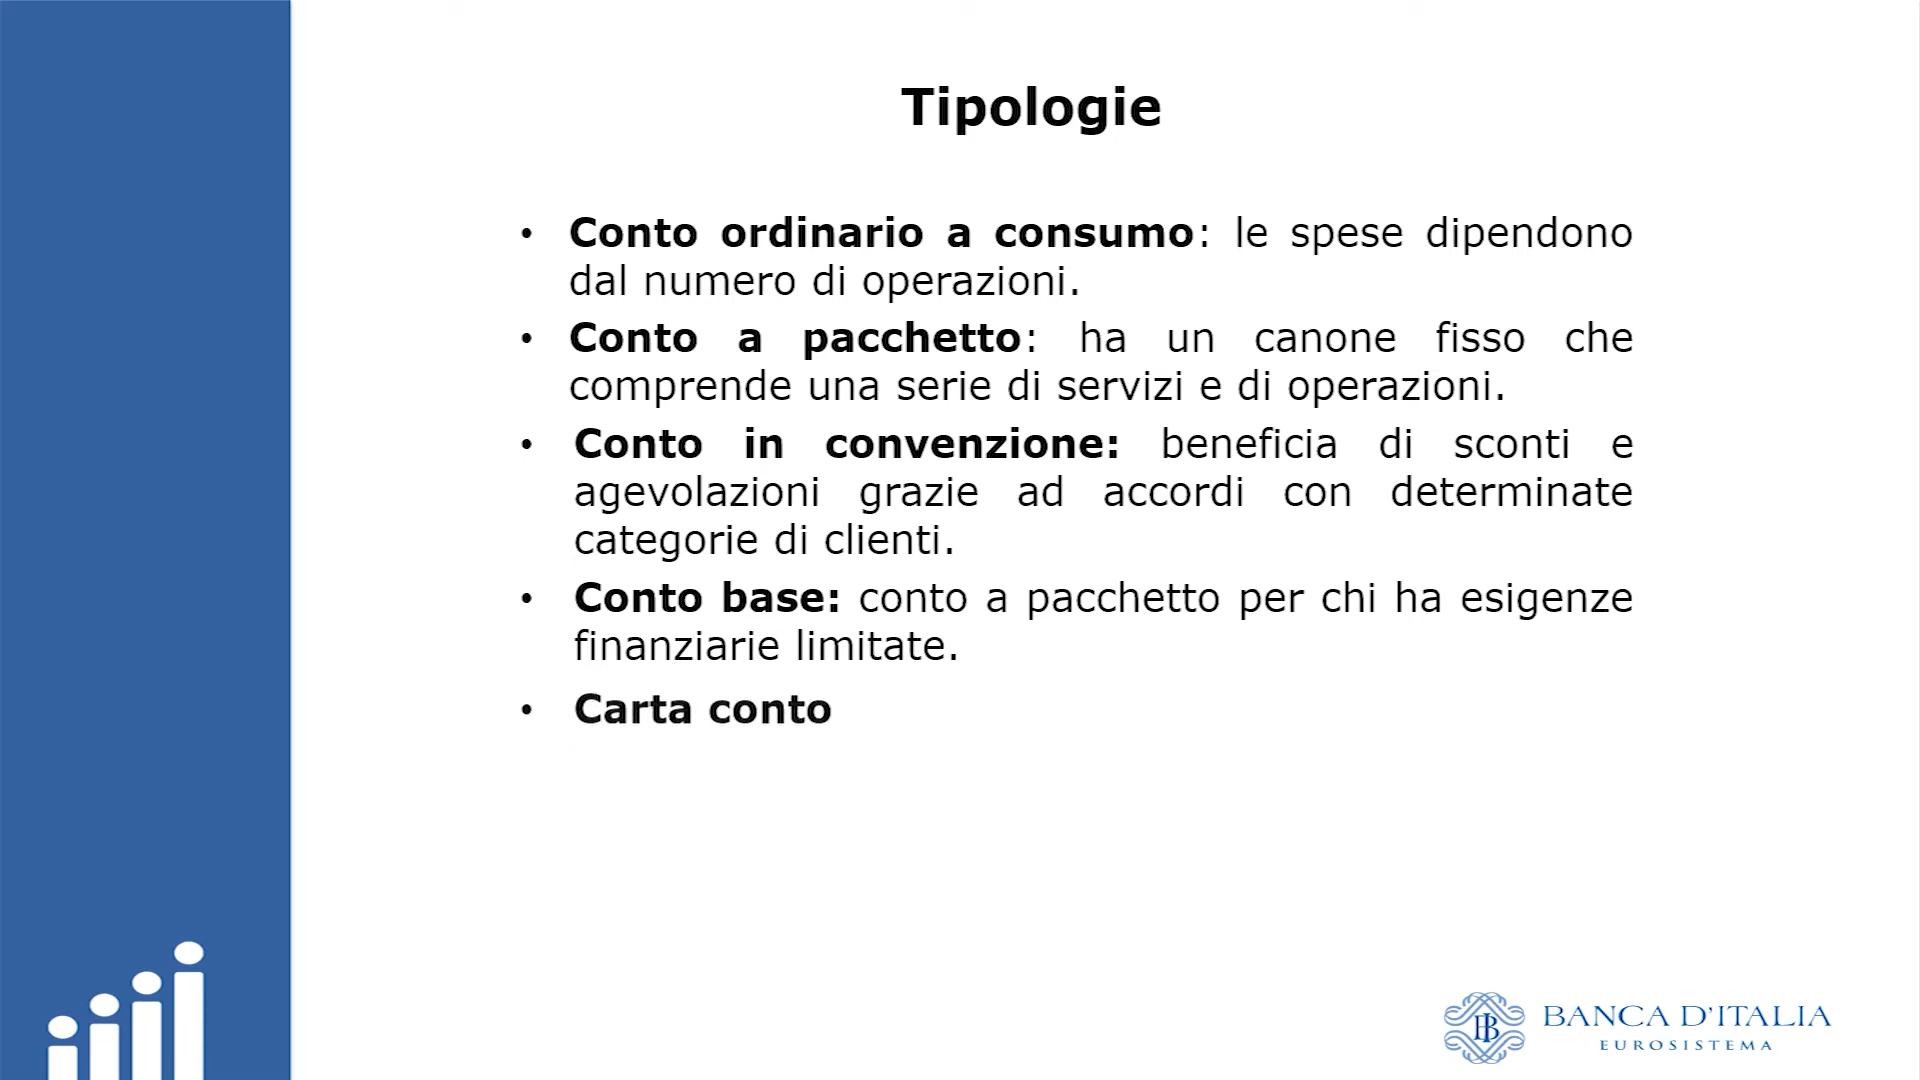 Tipologie
• Conto ordinario a consumo: le spese dipendono
dal numero di operazioni.
• Conto a pacchetto: ha un canone fisso che
comprende una serie di servizi e di operazioni.
• Conto in convenzione: beneficia di sconti e
agevolazioni grazie ad accordi con determinate
categorie di clienti.
• Conto base: conto a pacchetto per chi ha esigenze
finanziarie limitate.
• Carta conto
BANCA D'ITALIA
EUROSISTEMA